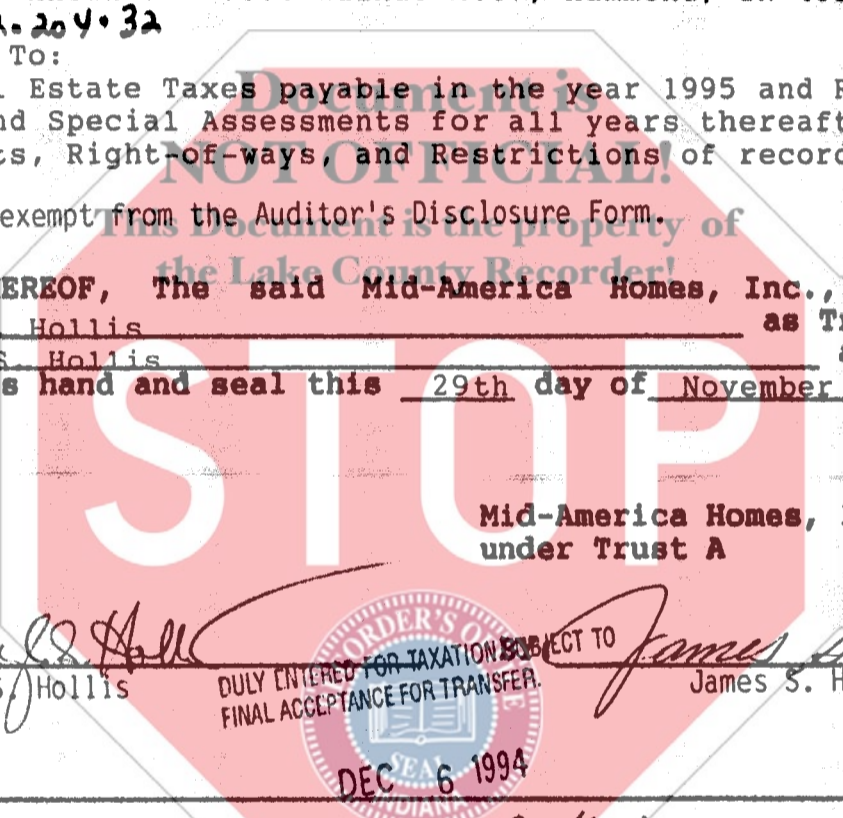 204.32
To:
Estate Taxes payable in the year 1995 and
nd Special Assessments for all years thereaft
ts, Right-of-ways, and Restrictions of record
exempt from the Auditor's Disclosure Form.
Document is
NOT OFFICIAL!
This Document is the property of
the Lake County Recorder!
EREOF, The said Mid-America Homes, Inc.,
Hollis as Tr
S. Hollis
s hand and seal this 29th day of November
STOP
Mid-America Homes,
under Trust A
James S.
Hollis James S. H
DULY ENTERED FOR TAXATION SUBJECT TO
FINAL ACCEPTANCE FOR TRANSFER.
DEC 6 1994
RECORDER'S OFFICE
SEAL
INDIANA